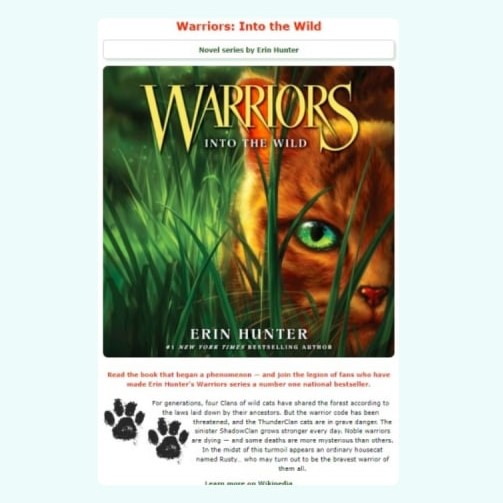 Warriors: Into the Wild
Novel series by Erin Hunter
WARRIORS
INTO THE WILD
ERIN HUNTER
#1 NEW YORK TIMES BESTSELLING AUTHOR
Read the book that began a phenomenon — and join the legion of fans who have
made Erin Hunter's Warriors series a number one national bestseller.
For generations, four Clans of wild cats have shared the forest according to
the laws laid down by their ancestors. But the warrior code has been
threatened, and the ThunderClan cats are in grave danger. The
sinister ShadowClan grows stronger every day. Noble warriors
are dying — and some deaths are more mysterious than others.
In the midst of this turmoil appears an ordinary housecat
named Rusty.. who may turn out to be the bravest warrior of
them all.
Learn more on Wikipedia